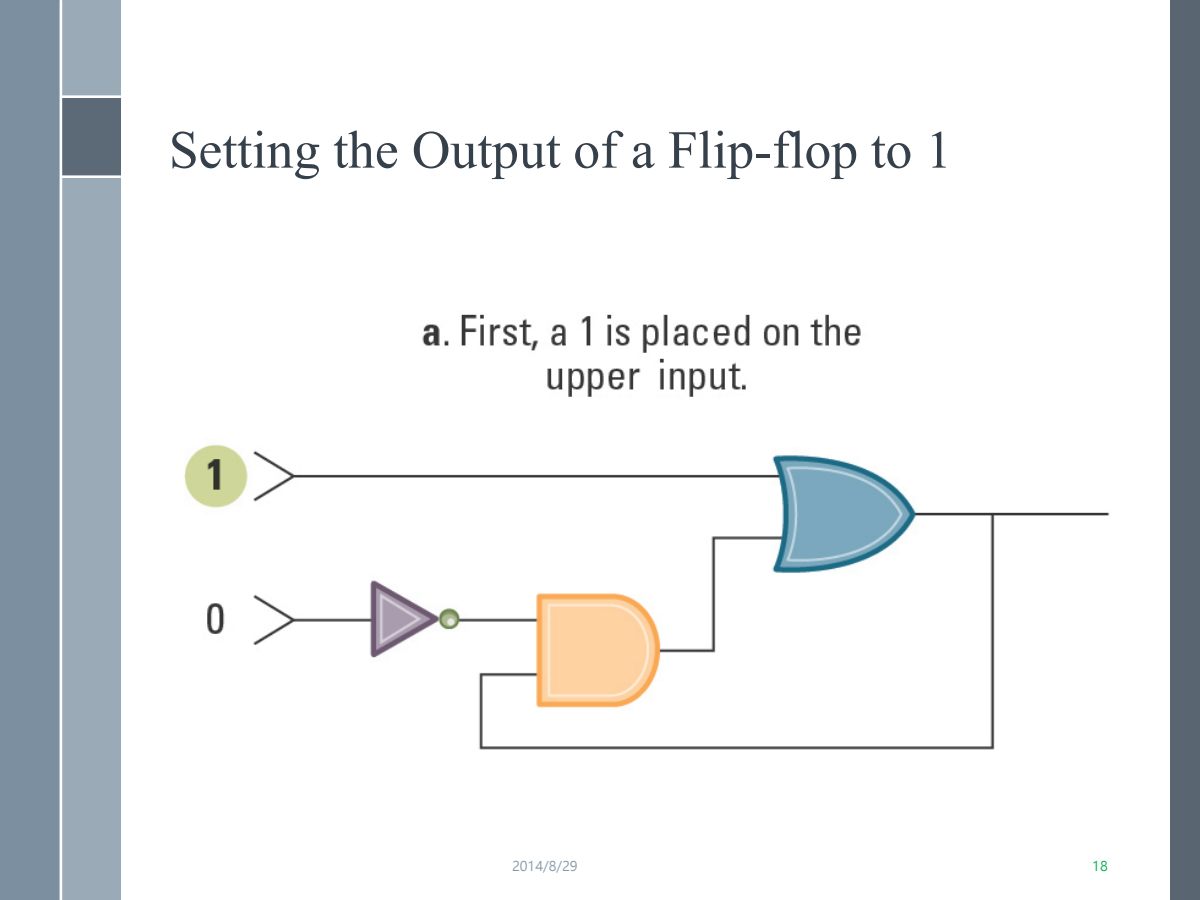 Setting the Output of a Flip-flop to 1
a. First, a 1 is placed on the
upper input.
1
0
2014/8/29
18